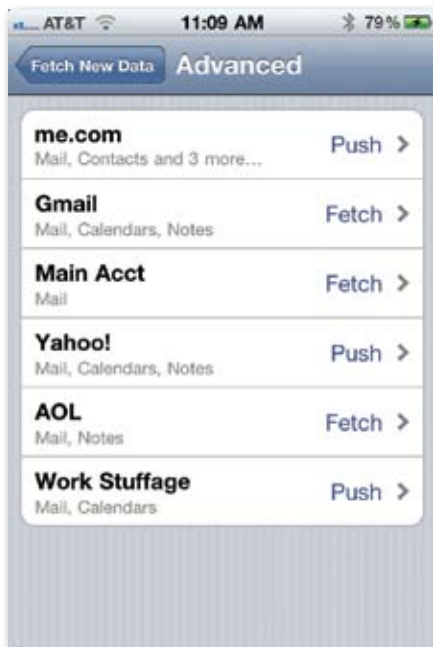 AT&T 11:09 AM 79%
Fetch New Data Advanced
me.com
Mail, Contacts and 3 more...
Push
Gmail
Mail, Calendars, Notes
Fetch
Main Acct
Mail
Fetch
Yahoo!
Mail, Calendars, Notes
Push
AOL
Mail, Notes
Fetch
Work Stuffage
Mail, Calendars
Push